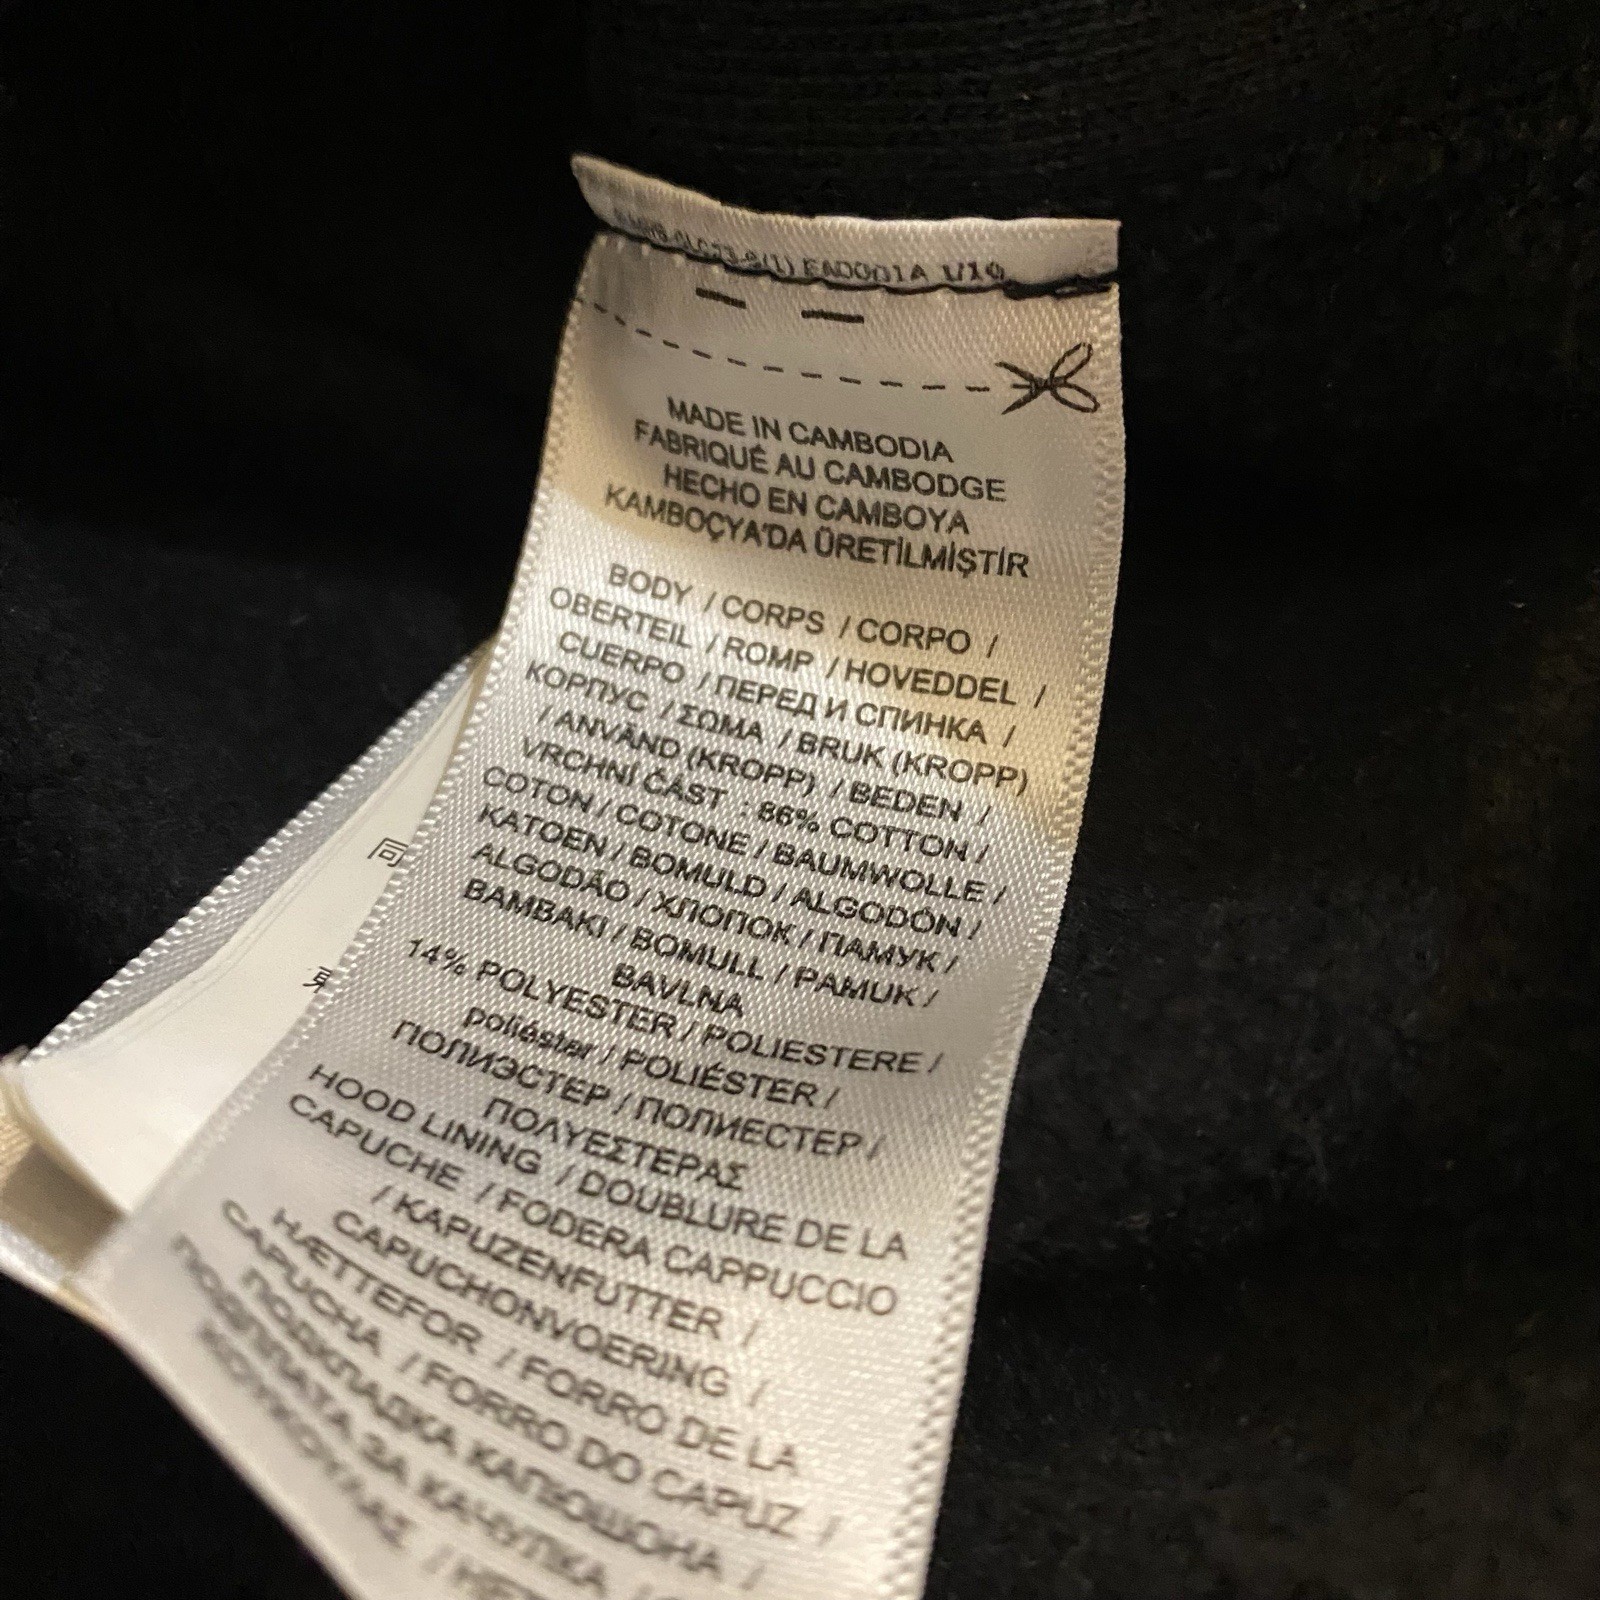 MADE IN CAMBODIA
FABRIQUÉ AU CAMBODGE
HECHO EN CAMBOYA
KAMBOÇYA'DA ÜRETİLMİŞTİR
BODY / CORPS / CORPO /
OBERTEIL / ROMP / HOVEDDEL /
CUERPO / ПЕРЕД И СПИНКА /
КОРПУС / ΣΩΜΑ / BRUK (KROPP)
/ ANVÄND (KROPP) / BEDEN /
VRCHNÍ ČÁST : 86% COTTON /
COTON / COTONE / BAUMWOLLE /
KATOEN / BOMULD / ALGODÓN /
ALGODÃO / ХЛОПОК / ПАМУК /
BAMBAKI / BOMULL / PAMUK /
BAVLNA
14% POLYESTER / POLIESTERE /
poliéster / POLIÉSTER /
ПОЛИЭСТЕР / ПОЛИЕСТЕР /
ΠΟΛΥΕΣΤΕΡΑΣ
HOOD LINING / DOUBLURE DE LA
CAPUCHE / FODERA CAPPUCCIO
/ KAPUZENFUTTER /
CAPUCHONVOERING /
HÆTTEFOR / FORRO DE LA
CAPUCHA / FORRO DO CAPUZ /
ПОДКЛАДКА КАПЮШОНА /
ПОДПЛАТА ЗА КАЧУЛКА /
ΚΟΥΚΟΥΛΑΣ /
同